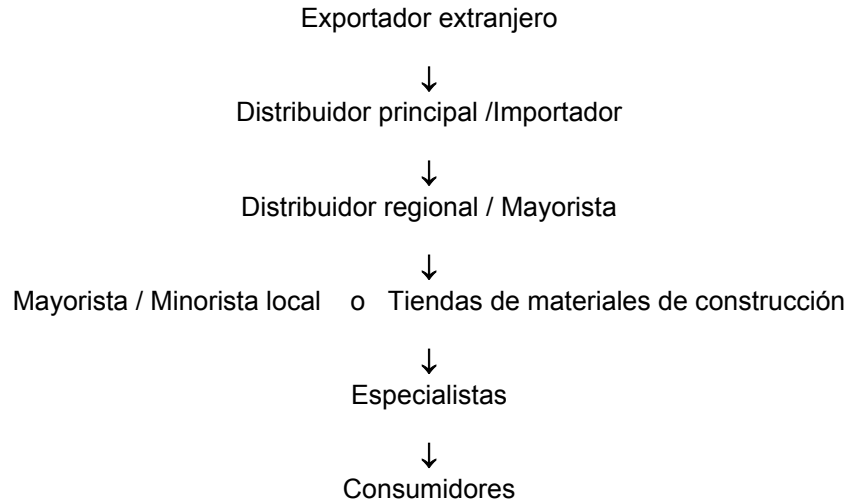 Exportador extranjero
↓
Distribuidor principal /Importador
↓
Distribuidor regional / Mayorista
↓
Mayorista / Minorista local o Tiendas de materiales de construcción
↓
Especialistas
↓
Consumidores